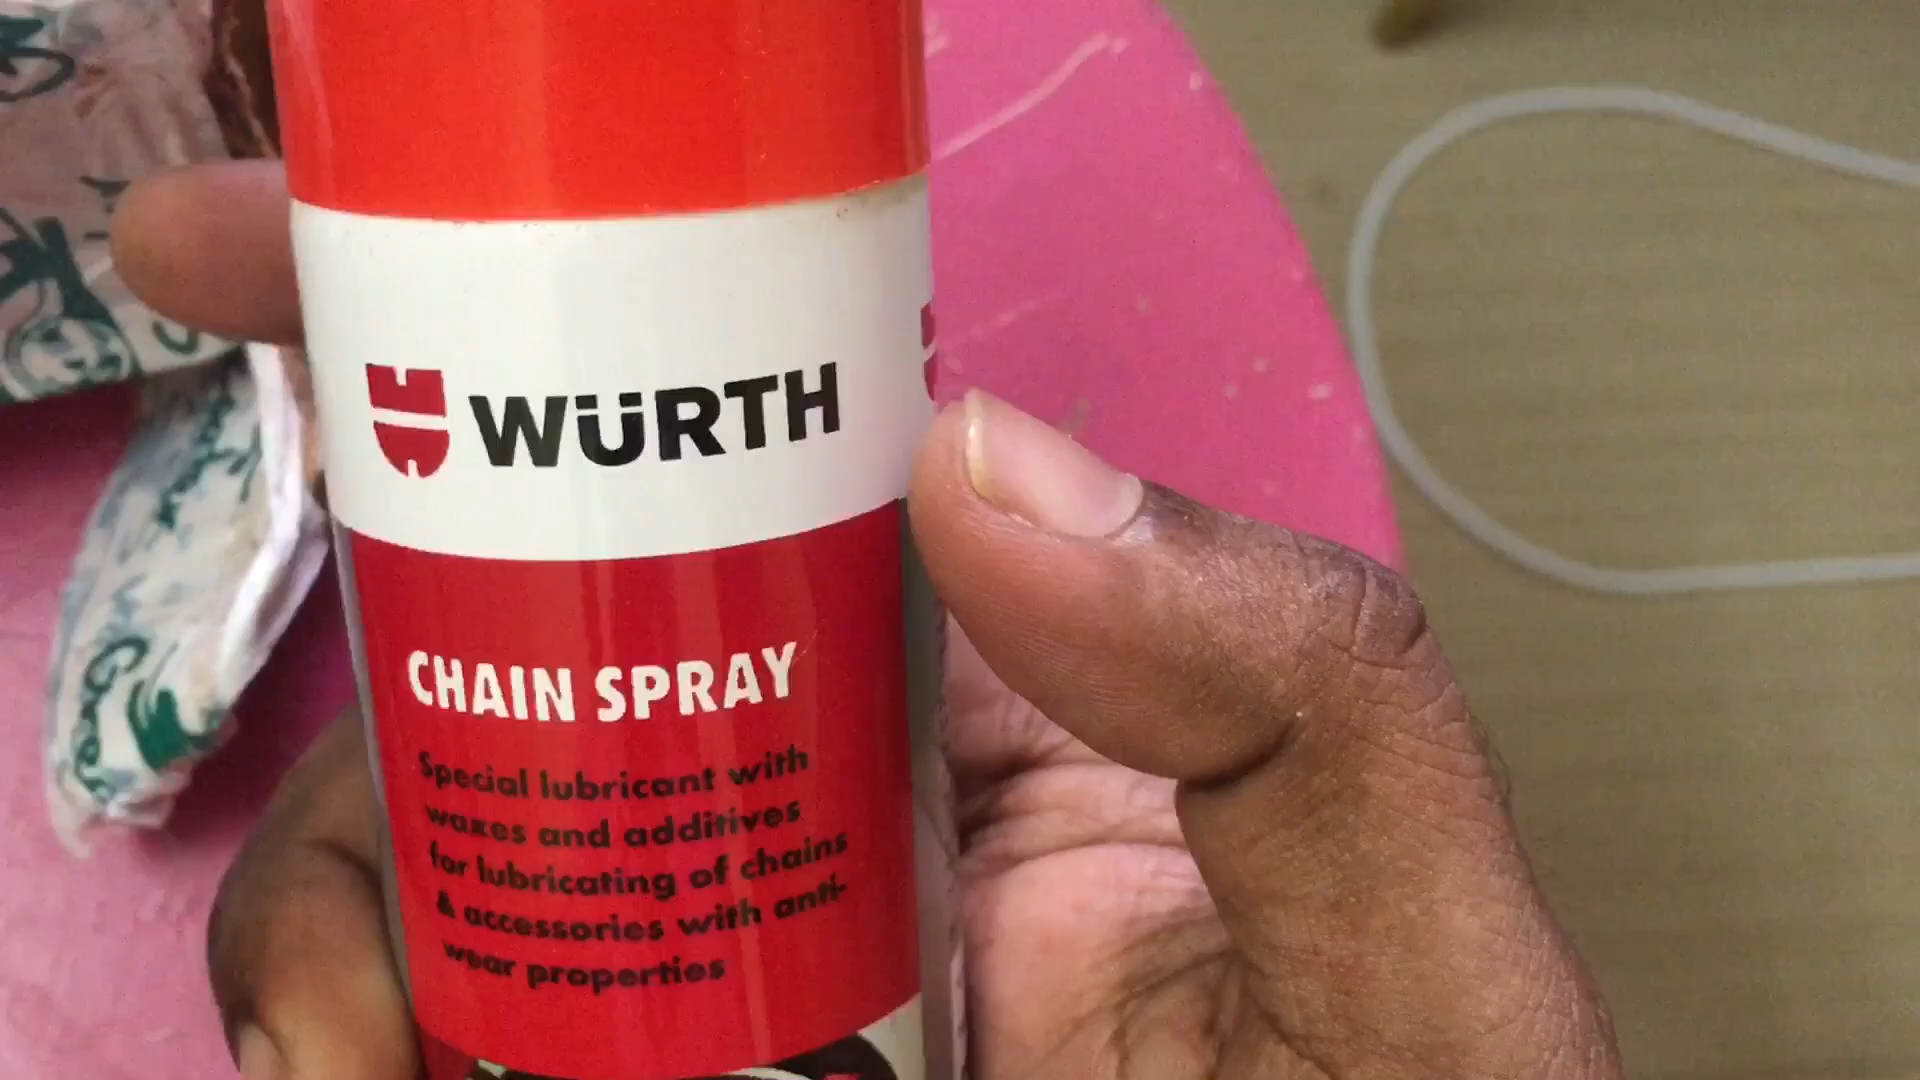 WÜRTH
CHAIN SPRAY
Special lubricant with
waxes and additives
for lubricating of chains
& accessories with anti-
wear properties